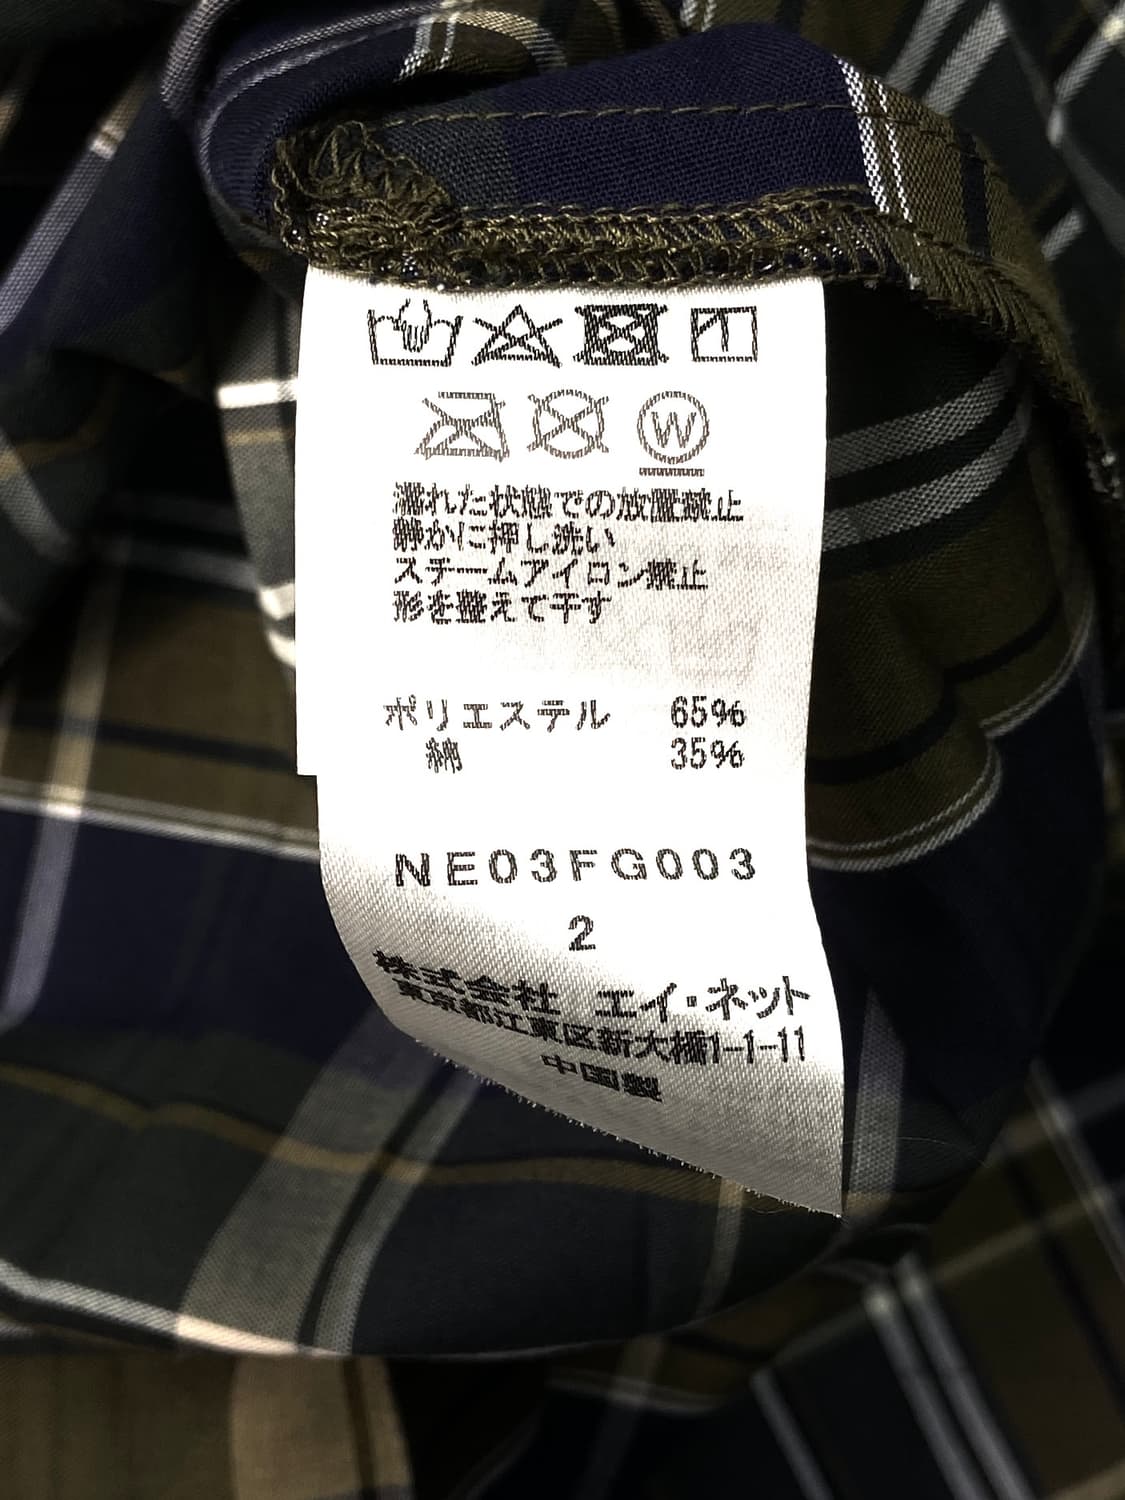 W
濡れた状態での放置禁止
静かに押し洗い
スチームアイロン禁止
形を整えて干す
ポリエステル 65%
綿 35%
NE03FG003
2
株式会社 エイ・ネット
東京都江東区新大橋1-1-11
中国製